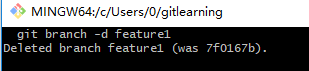 MINGW64:/c/Users/0/gitlearning
git branch -d feature1
Deleted branch feature1 (was 7f0167b).